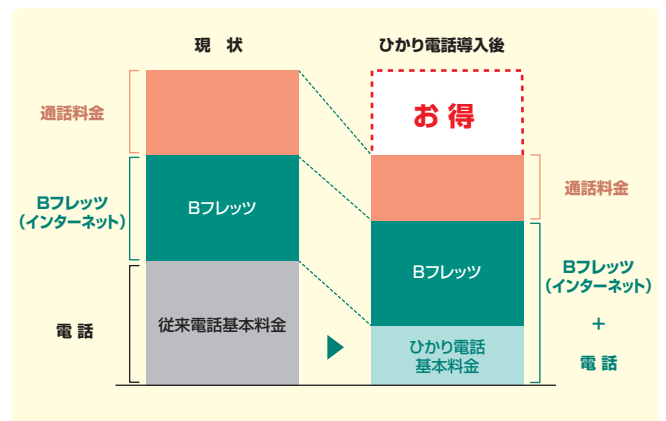 現　状
ひかり電話導入後
通話料金
お 得
Bフレッツ
（インターネット）
Bフレッツ
通話料金
Bフレッツ
Bフレッツ
（インターネット）
＋
電 話
電 話
従来電話基本料金
ひかり電話
基本料金